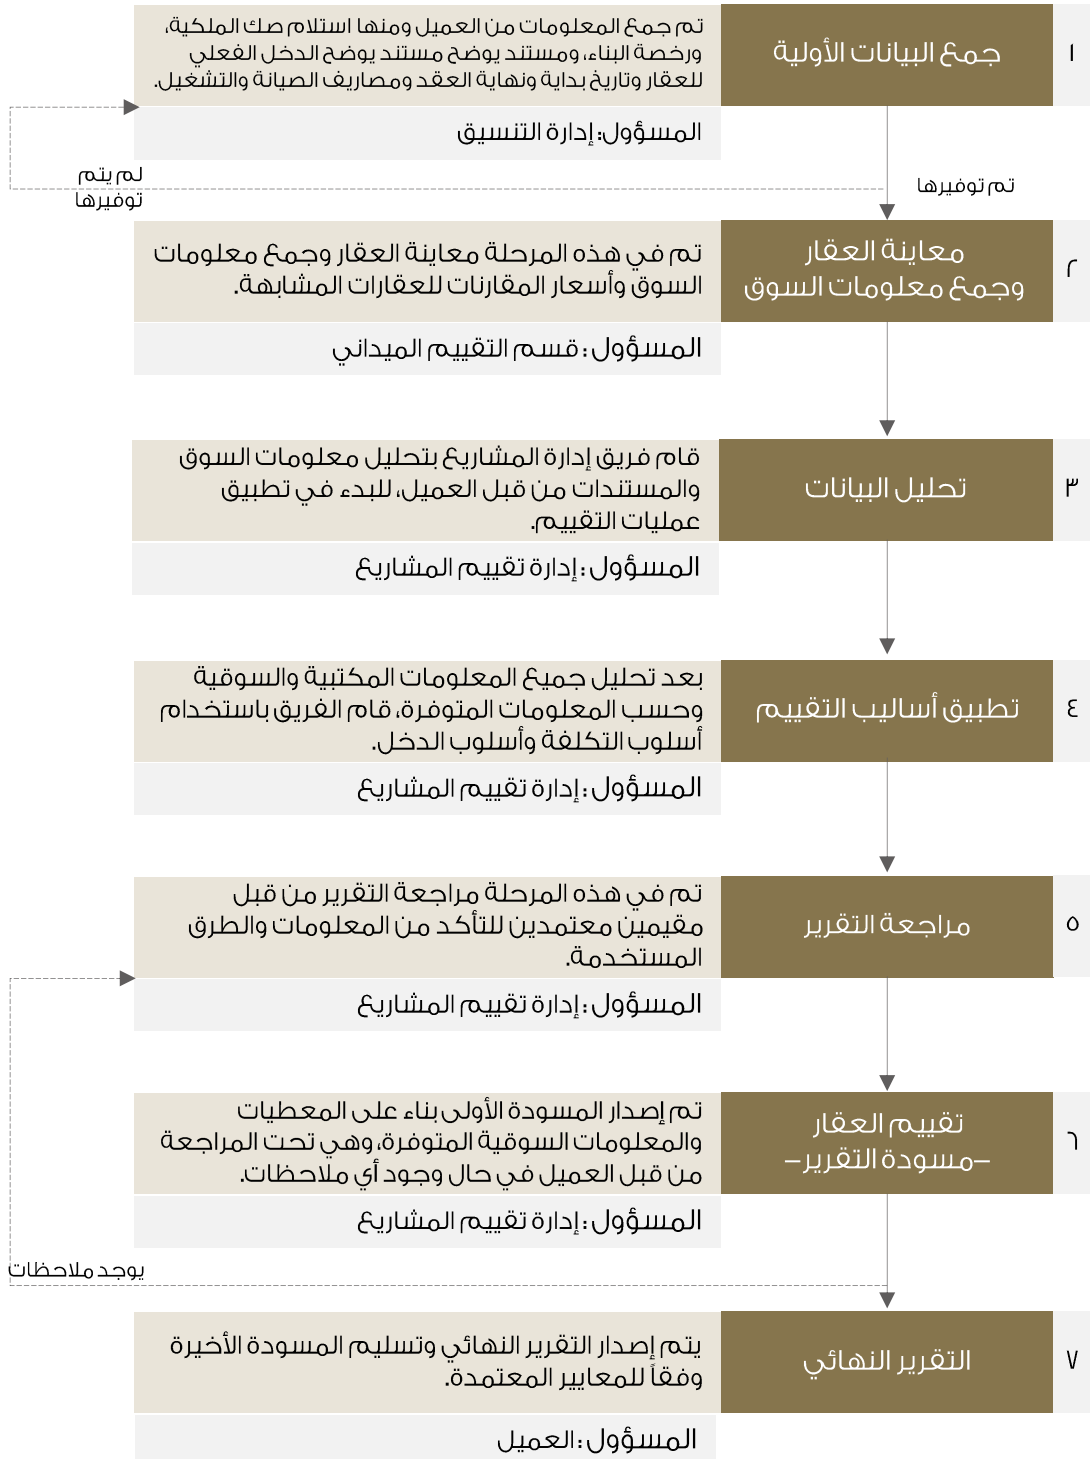 ١
جمع البيانات الأولية
تم جمع المعلومات من العميل ومنها استلام صك الملكية،
ورخصة البناء، ومستند يوضح مستند يوضح الدخل الفعلي
للعقار وتاريخ بداية ونهاية العقد ومصاريف الصيانة والتشغيل.
المسؤول: إدارة التنسيق
تم توفيرها
لم يتم
توفيرها
٢
معاينة العقار
وجمع معلومات السوق
تم في هذه المرحلة معاينة العقار وجمع معلومات
السوق وأسعار المقارنات للعقارات المشابهة.
المسؤول : قسم التقييم الميداني
٣
تحليل البيانات
قام فريق إدارة المشاريع بتحليل معلومات السوق
والمستندات من قبل العميل، للبدء في تطبيق
عمليات التقييم.
المسؤول : إدارة تقييم المشاريع
٤
تطبيق أساليب التقييم
بعد تحليل جميع المعلومات المكتبية والسوقية
وحسب المعلومات المتوفرة، قام الفريق باستخدام
أسلوب التكلفة وأسلوب الدخل.
المسؤول : إدارة تقييم المشاريع
٥
مراجعة التقرير
تم في هذه المرحلة مراجعة التقرير من قبل
مقيمين معتمدين للتأكد من المعلومات والطرق
المستخدمة.
المسؤول : إدارة تقييم المشاريع
٦
تقييم العقار
–مسودة التقرير–
تم إصدار المسودة الأولى بناء على المعطيات
والمعلومات السوقية المتوفرة، وهي تحت المراجعة
من قبل العميل في حال وجود أي ملاحظات.
المسؤول : إدارة تقييم المشاريع
يوجد ملاحظات
٧
التقرير النهائي
يتم إصدار التقرير النهائي وتسليم المسودة الأخيرة
وفقاً للمعايير المعتمدة.
المسؤول : العميل